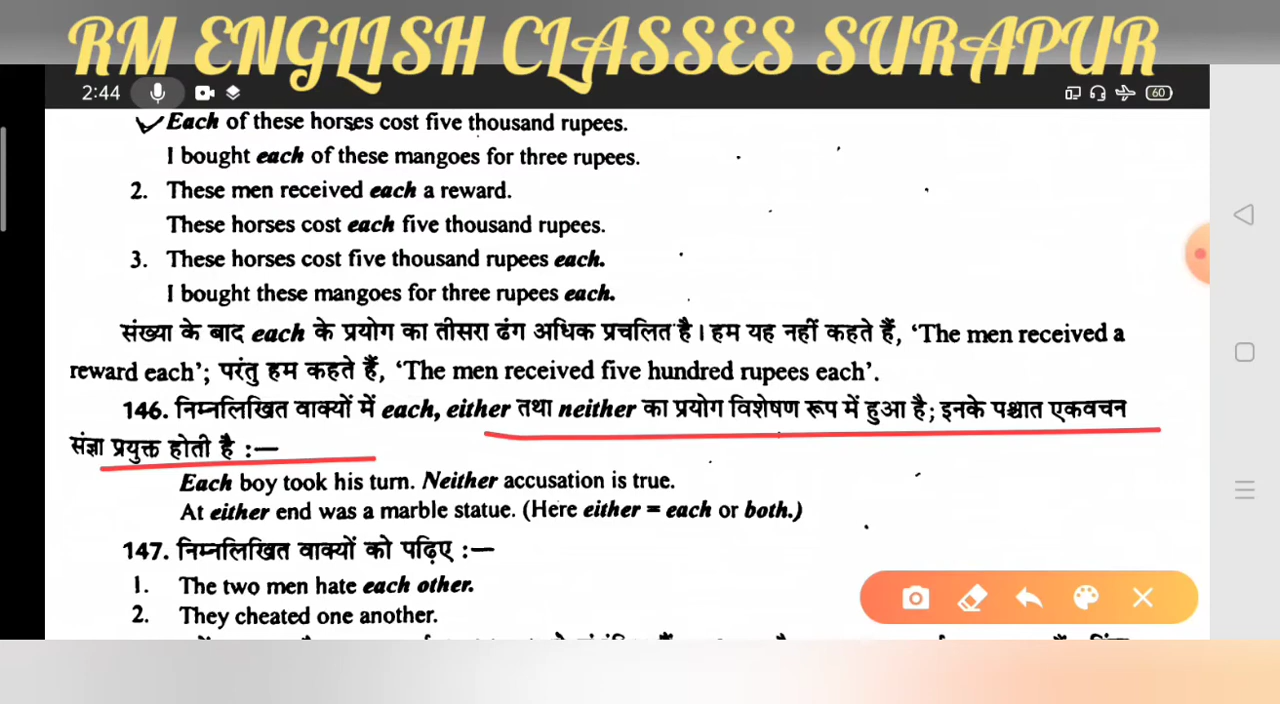 RM ENGLISH CLASSES SURAPUR
2:44
60
Each of these horses cost five thousand rupees.
I bought each of these mangoes for three rupees.
2. These men received each a reward.
These horses cost each five thousand rupees.
3. These horses cost five thousand rupees each.
I bought these mangoes for three rupees each.
संख्या के बाद each के प्रयोग का तीसरा ढंग अधिक प्रचलित है। हम यह नहीं कहते हैं, ‘The men received a
reward each’; परंतु हम कहते हैं, ‘The men received five hundred rupees each’.
146. निम्नलिखित वाक्यों में each, either तथा neither का प्रयोग विशेषण रूप में हुआ है; इनके पश्चात एकवचन
संज्ञा प्रयुक्त होती है :—
Each boy took his turn. Neither accusation is true.
At either end was a marble statue. (Here either = each or both.)
147. निम्नलिखित वाक्यों को पढ़िए :—
1. The two men hate each other.
2. They cheated one another.